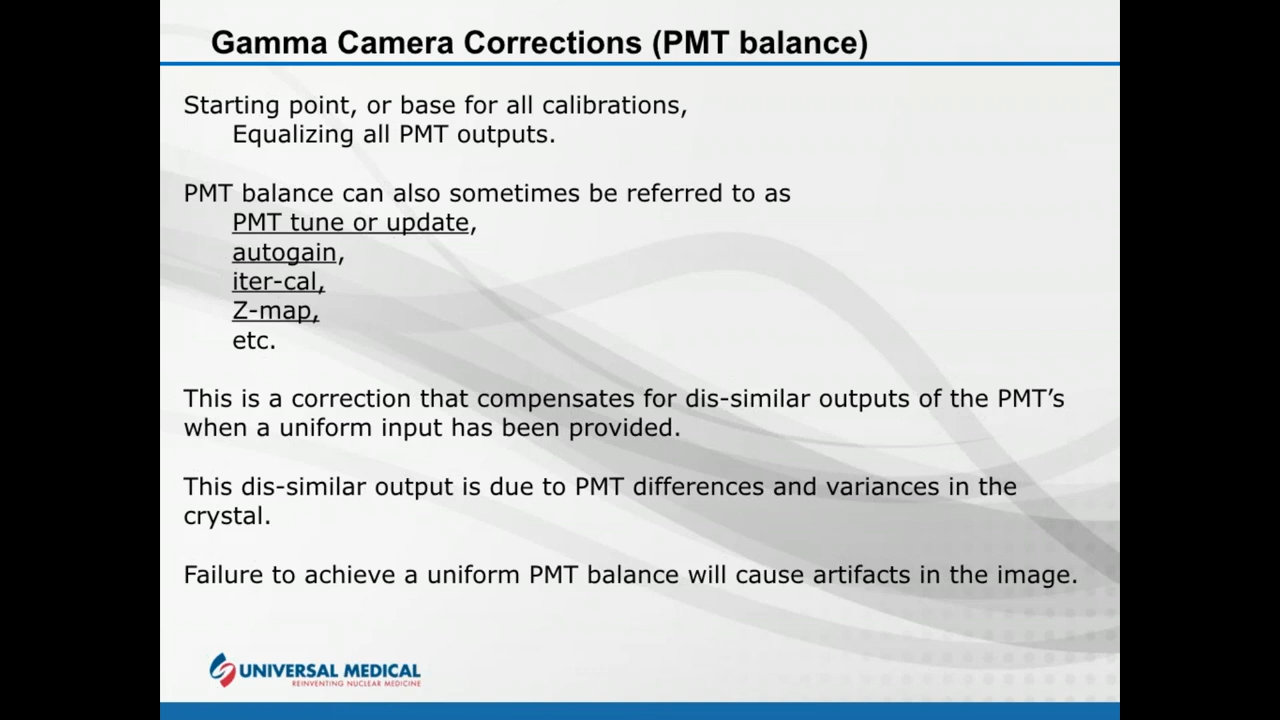 Gamma Camera Corrections (PMT balance)
Starting point, or base for all calibrations,
Equalizing all PMT outputs.
PMT balance can also sometimes be referred to as
PMT tune or update,
autogain,
iter-cal,
Z-map,
etc.
This is a correction that compensates for dis-similar outputs of the PMT’s
when a uniform input has been provided.
This dis-similar output is due to PMT differences and variances in the
crystal.
Failure to achieve a uniform PMT balance will cause artifacts in the image.
UNIVERSAL MEDICAL
REINVENTING NUCLEAR MEDICINE